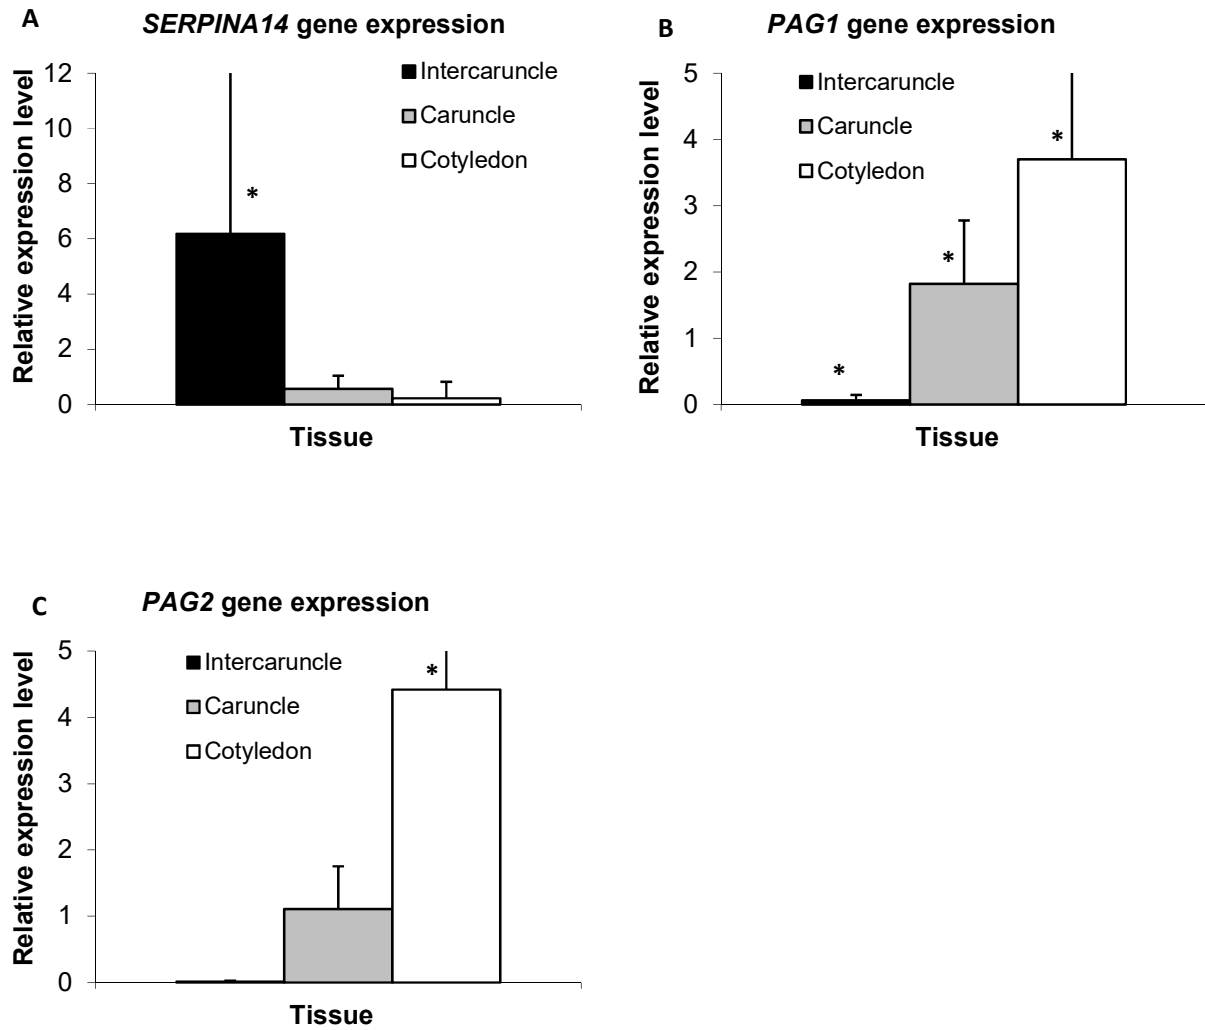 A
SERPINA14 gene expression
Relative expression level
12
10
8
6
4
2
0
Intercaruncle
Caruncle
Cotyledon
*
Tissue
B
PAG1 gene expression
Relative expression level
5
4
3
2
1
0
Intercaruncle
Caruncle
Cotyledon
*
*
*
Tissue
C
PAG2 gene expression
Relative expression level
5
4
3
2
1
0
Intercaruncle
Caruncle
Cotyledon
*
Tissue